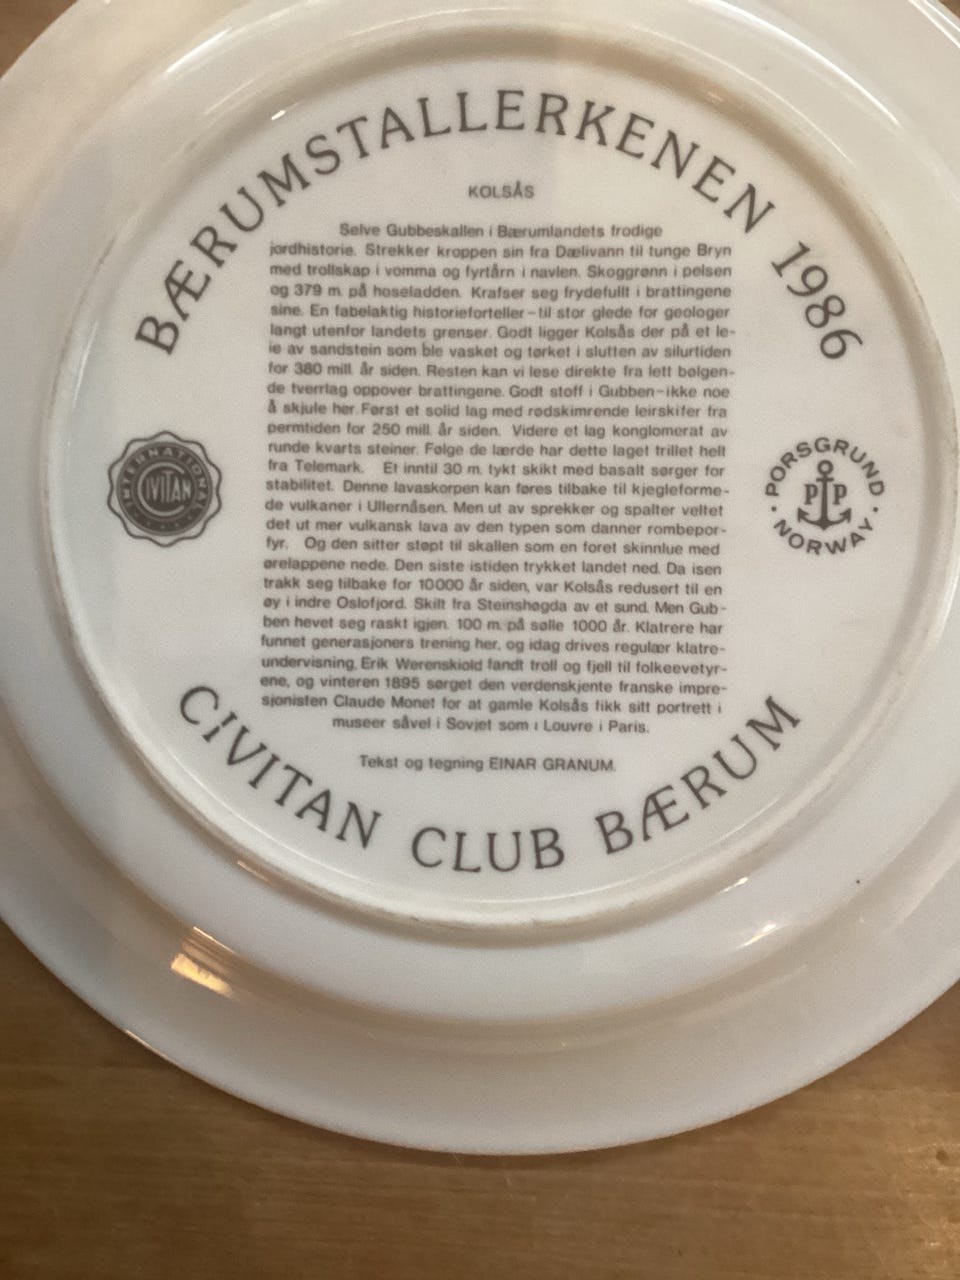 BÆRUMSTALLERKENEN 1986
KOLSÅS
Selve Gubbeskallen i Bærumlandets frodige
jordhistorie. Strekker kroppen sin fra Dælivann til tunge Bryn
med trollskap i vomma og fyrtårn i navlen. Skoggrønn i pelsen
og 379 m. på hoseladden. Krafser seg frydefullt i brattingene
sine. En fabelaktig historieforteller–til stor glede for geologer
langt utenfor landets grenser. Godt ligger Kolsås der på et le-
ie av sandstein som ble vasket og tørket i slutten av silurtiden
for 380 mill. år siden. Resten kan vi lese direkte fra lett bølgen-
de tverrlag oppover brattingene. Godt stoff i Gubben–ikke noe
å skjule her. Først et solid lag med rødskimrende leirskifer fra
permtiden for 250 mill. år siden. Videre et lag konglomerat av
runde kvarts steiner. Følge de lærde har dette laget trillet helt
fra Telemark. Et inntil 30 m. tykt skikt med basalt sørger for
stabilitet. Denne lavaskorpen kan føres tilbake til kjegleforme-
de vulkaner i Ullernåsen. Men ut av sprekker og spalter veltet
det ut mer vulkansk lava av den typen som danner rombepor-
fyr. Og den sitter støpt til skallen som en foret skinnlue med
ørelappene nede. Den siste istiden trykket landet ned. Da isen
trakk seg tilbake for 10000 år siden, var Kolsås redusert til en
øy i indre Oslofjord. Skilt fra Steinshøgda av et sund. Men Gub-
ben hevet seg raskt igjen. 100 m. på sølle 1000 år. Klatrere har
funnet generasjoners trening her, og idag drives regulær klatre-
undervisning. Erik Werenskiold fandt troll og fjell til folkeevetyr-
ene, og vinteren 1895 sørget den verdenskjente franske impre-
sjonisten Claude Monet for at gamle Kolsås fikk sitt portrett i
museer såvel i Sovjet som i Louvre i Paris.
Tekst og tegning EINAR GRANUM.
INTERNATIONAL
CIVITAN
PORSGRUND
P P
· NORWAY ·
CIVITAN CLUB BÆRUM